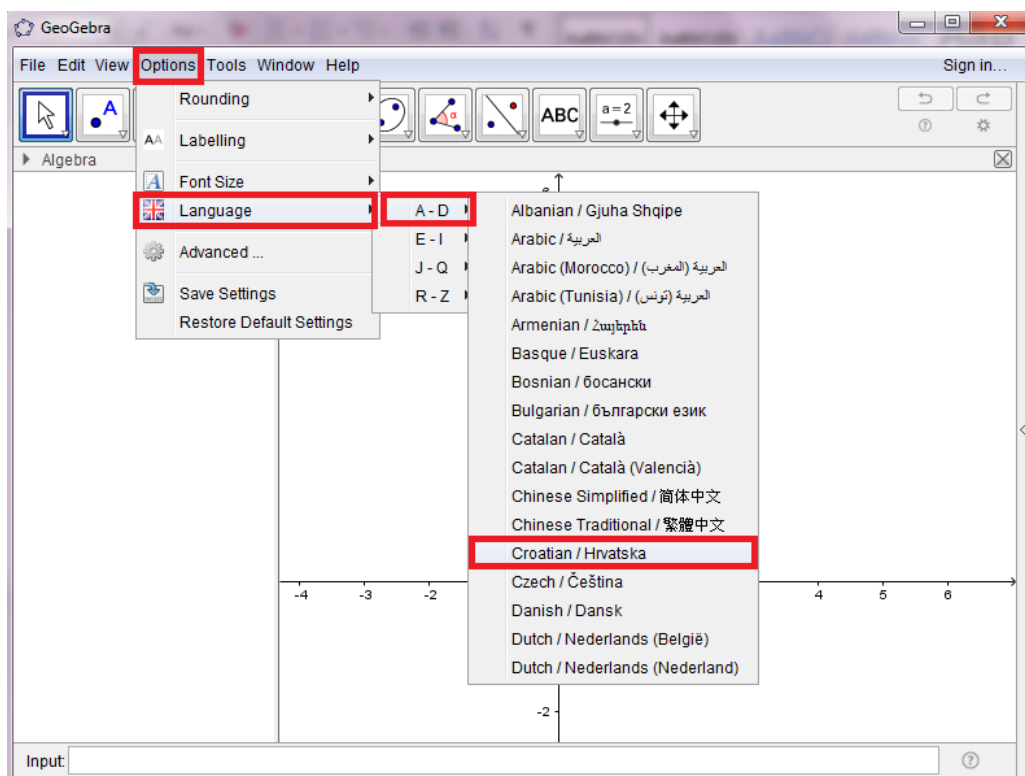 GeoGebra
File Edit View Options Tools Window Help
Sign in...
A
α
ABC
a=2
Algebra
Rounding
AA Labelling
A Font Size
Language
Advanced ...
Save Settings
Restore Default Settings
A - D
E - I
J - Q
R - Z
Albanian / Gjuha Shqipe
Arabic / العربية
Arabic (Morocco) / العربية (المغرب)
Arabic (Tunisia) / العربية (تونس)
Armenian / Հայերեն
Basque / Euskara
Bosnian / босански
Bulgarian / български език
Catalan / Català
Catalan / Català (Valencià)
Chinese Simplified / 简体中文
Chinese Traditional / 繁體中文
Croatian / Hrvatska
Czech / Čeština
Danish / Dansk
Dutch / Nederlands (België)
Dutch / Nederlands (Nederland)
-4 -3 -2 4 5 6
-2
Input: